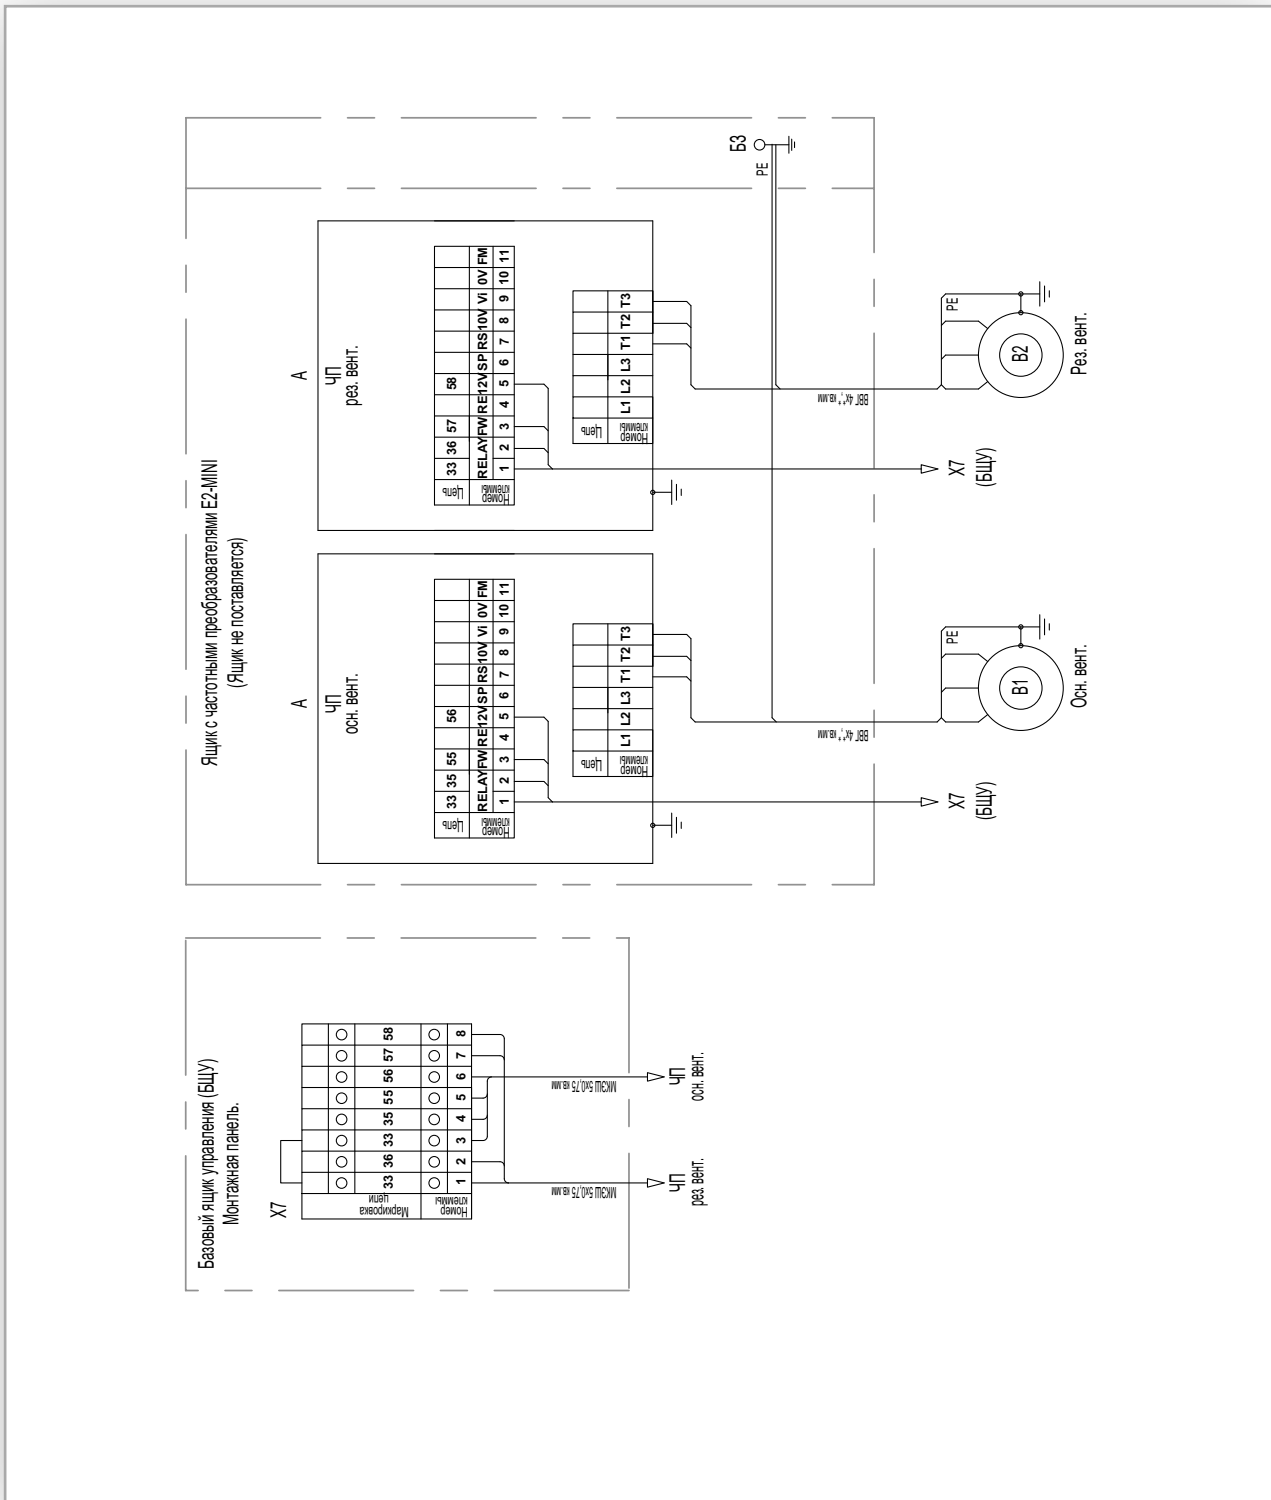 Ящик с частотными преобразователями E2-MINI
(Ящик не поставляется)
А
ЧП
осн. вент.
Цепь 33 35 55 56
RELAY FW RE 12V SP RS 10V Vi 0V FM
Номер клеммы 1 2 3 4 5 6 7 8 9 10 11
Цепь
Номер клеммы L1 L2 L3 T1 T2 T3
А
ЧП
рез. вент.
Цепь 33 36 57 58
RELAY FW RE 12V SP RS 10V Vi 0V FM
Номер клеммы 1 2 3 4 5 6 7 8 9 10 11
Цепь
Номер клеммы L1 L2 L3 T1 T2 T3
БЗ
PE
ВВГ 4х*,* кв.мм
ВВГ 4х*,* кв.мм
X7
(БЩУ)
PE
B1
Осн. вент.
X7
(БЩУ)
PE
B2
Рез. вент.
Базовый ящик управления (БЩУ)
Монтажная панель.
X7
Маркировка цепи 33 36 33 35 55 56 57 58
Номер клеммы 1 2 3 4 5 6 7 8
МКЭШ 5х0,75 кв.мм
МКЭШ 5х0,75 кв.мм
ЧП
рез. вент.
ЧП
осн. вент.